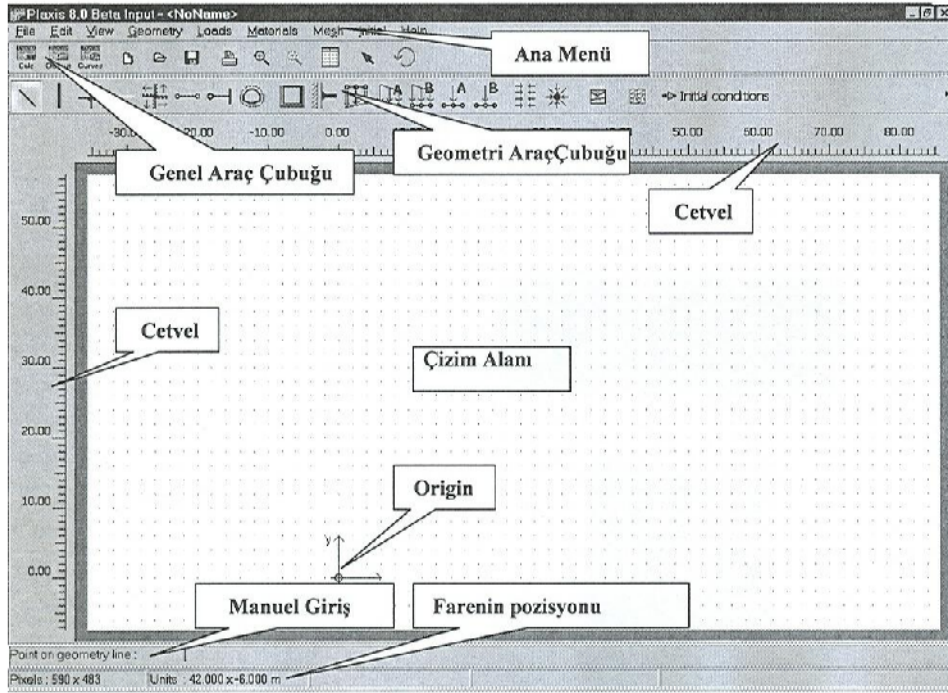 Plaxis 8.0 Beta Input - <NoName>
File Edit View Geometry Loads Materials Mesh Initial Help
Ana Menü
Calc Output Curves
A B A B Initial conditions
-30.00 -20.00 -10.00 0.00 50.00 60.00 70.00 80.00
Genel Araç Çubuğu
Geometri AraçÇubuğu
Cetvel
50.00
40.00
Cetvel
30.00
Çizim Alanı
20.00
10.00
Origin
y
0.00
Manuel Giriş
Farenin pozisyonu
Point on geometry line :
Pixels : 590 x 483 Units : 42.000 x -6.000 m